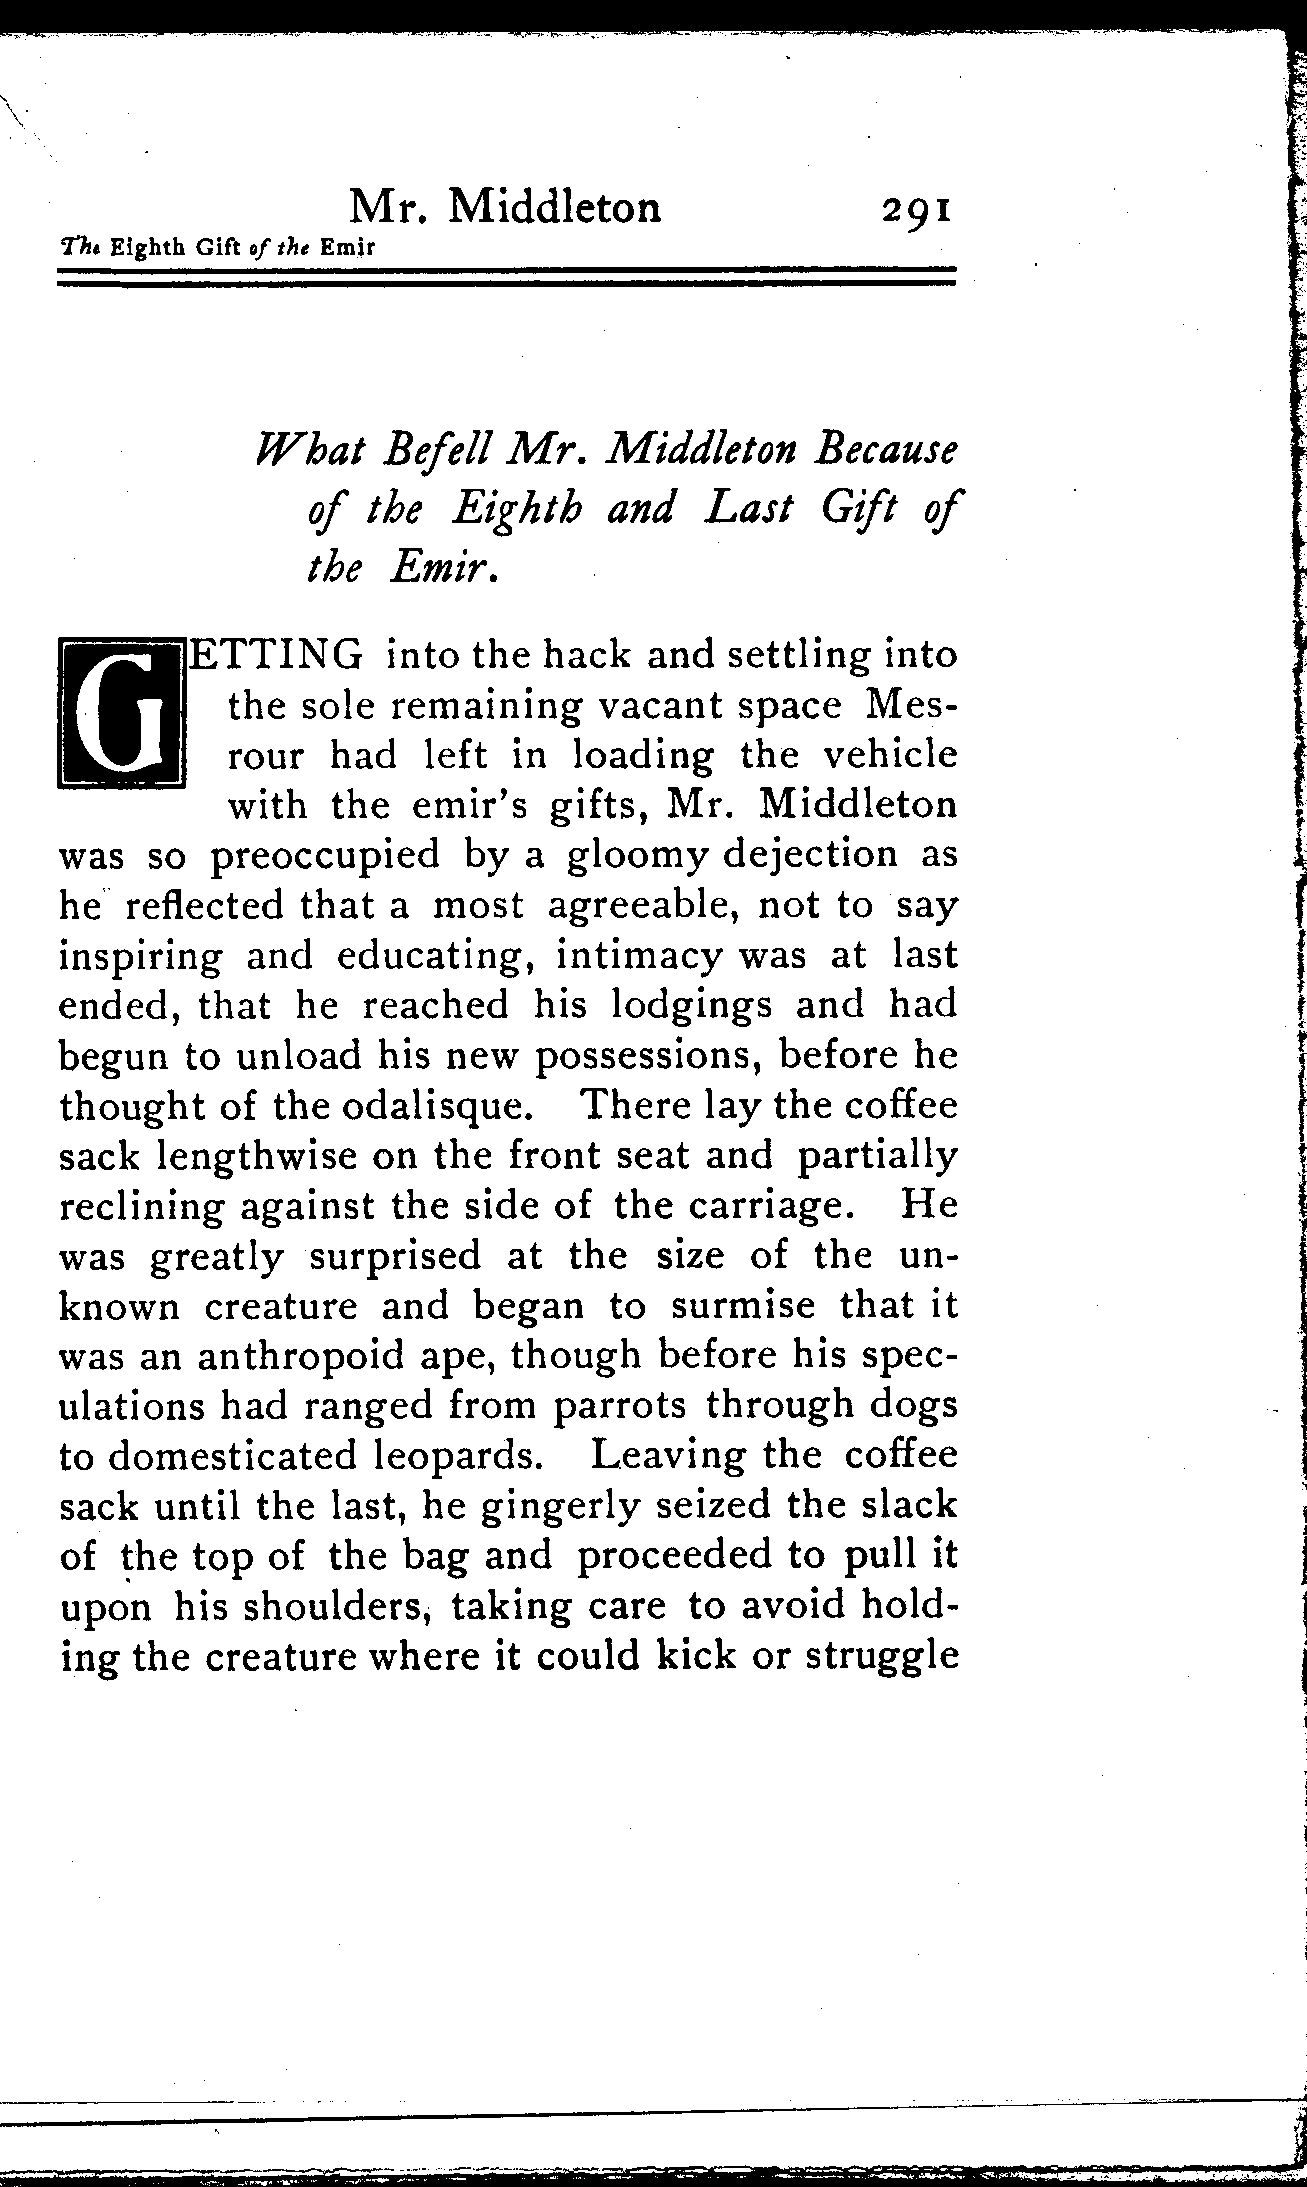 Mr. Middleton 291
The Eighth Gift of the Emir
What Befell Mr. Middleton Because
of the Eighth and Last Gift of
the Emir.
GETTING into the hack and settling into
the sole remaining vacant space Mes-
rour had left in loading the vehicle
with the emir's gifts, Mr. Middleton
was so preoccupied by a gloomy dejection as
he reflected that a most agreeable, not to say
inspiring and educating, intimacy was at last
ended, that he reached his lodgings and had
begun to unload his new possessions, before he
thought of the odalisque. There lay the coffee
sack lengthwise on the front seat and partially
reclining against the side of the carriage. He
was greatly surprised at the size of the un-
known creature and began to surmise that it
was an anthropoid ape, though before his spec-
ulations had ranged from parrots through dogs
to domesticated leopards. Leaving the coffee
sack until the last, he gingerly seized the slack
of the top of the bag and proceeded to pull it
upon his shoulders, taking care to avoid hold-
ing the creature where it could kick or struggle